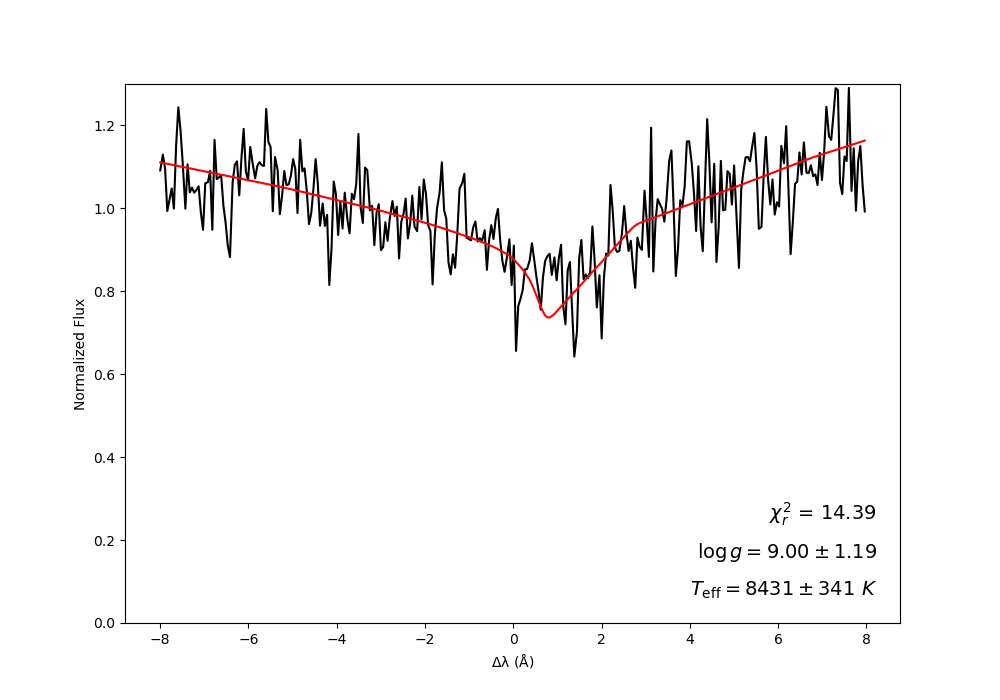 1.2
1.0
0.8
0.6
0.4
0.2
0.0
Normalized Flux
χ²ᵣ = 14.39
log g = 9.00 ± 1.19
T_eff = 8431 ± 341 K
−8 −6 −4 −2 0 2 4 6 8
Δλ (Å)